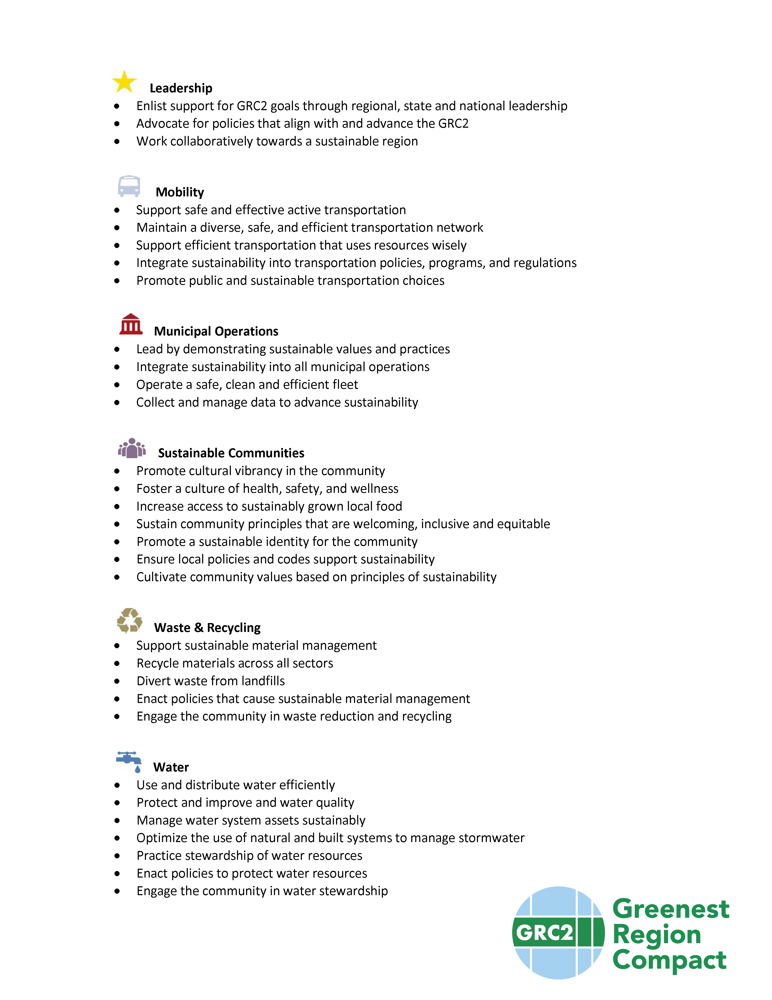 Leadership
• Enlist support for GRC2 goals through regional, state and national leadership
• Advocate for policies that align with and advance the GRC2
• Work collaboratively towards a sustainable region
Mobility
• Support safe and effective active transportation
• Maintain a diverse, safe, and efficient transportation network
• Support efficient transportation that uses resources wisely
• Integrate sustainability into transportation policies, programs, and regulations
• Promote public and sustainable transportation choices
Municipal Operations
• Lead by demonstrating sustainable values and practices
• Integrate sustainability into all municipal operations
• Operate a safe, clean and efficient fleet
• Collect and manage data to advance sustainability
Sustainable Communities
• Promote cultural vibrancy in the community
• Foster a culture of health, safety, and wellness
• Increase access to sustainably grown local food
• Sustain community principles that are welcoming, inclusive and equitable
• Promote a sustainable identity for the community
• Ensure local policies and codes support sustainability
• Cultivate community values based on principles of sustainability
Waste & Recycling
• Support sustainable material management
• Recycle materials across all sectors
• Divert waste from landfills
• Enact policies that cause sustainable material management
• Engage the community in waste reduction and recycling
Water
• Use and distribute water efficiently
• Protect and improve and water quality
• Manage water system assets sustainably
• Optimize the use of natural and built systems to manage stormwater
• Practice stewardship of water resources
• Enact policies to protect water resources
• Engage the community in water stewardship
GRC2
Greenest
Region
Compact